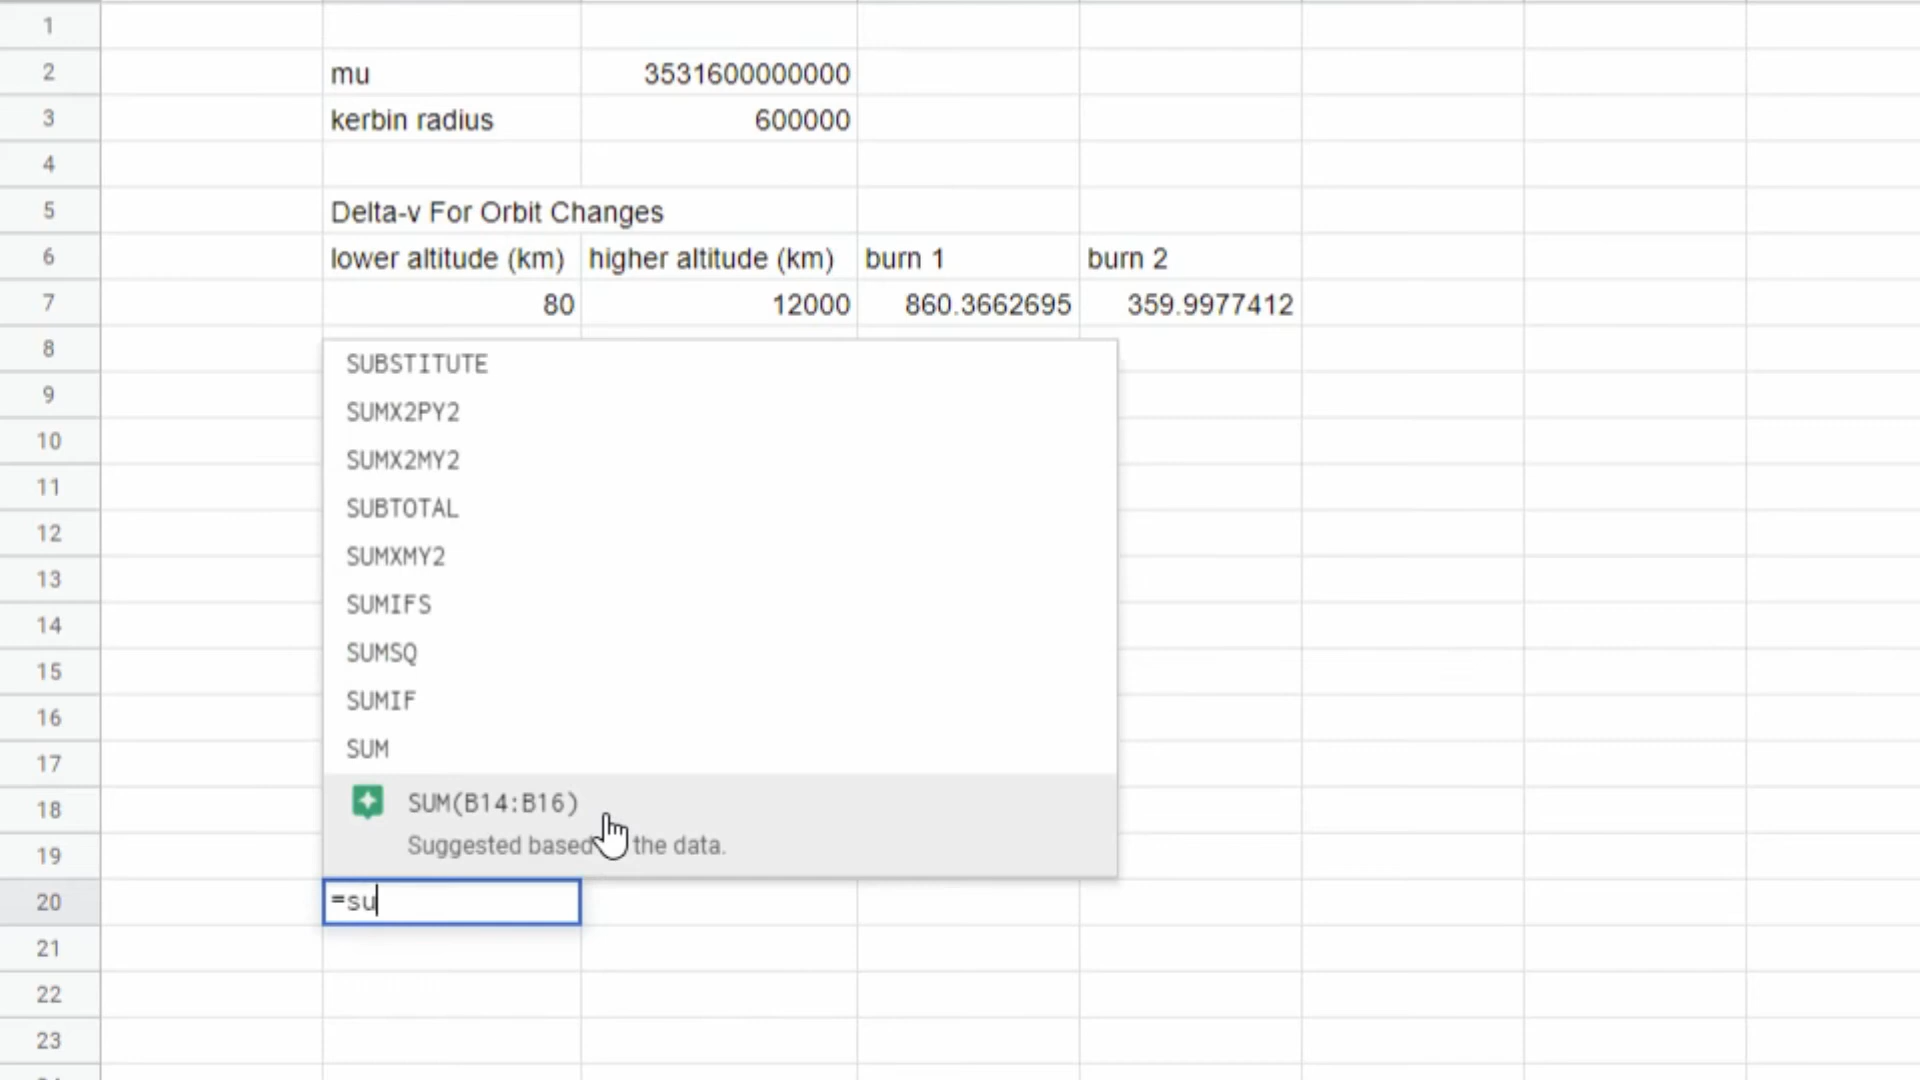 1
2 mu 3531600000000
3 kerbin radius 600000
4
5 Delta-v For Orbit Changes
6 lower altitude (km) higher altitude (km) burn 1 burn 2
7 80 12000 860.3662695 359.9977412
8 SUBSTITUTE
9 SUMX2PY2
10 SUMX2MY2
11 SUBTOTAL
12 SUMXMY2
13 SUMIFS
14 SUMSQ
15 SUMIF
16 SUM
17
18 SUM(B14:B16)
19 Suggested based the data.
20 =su
21
22
23